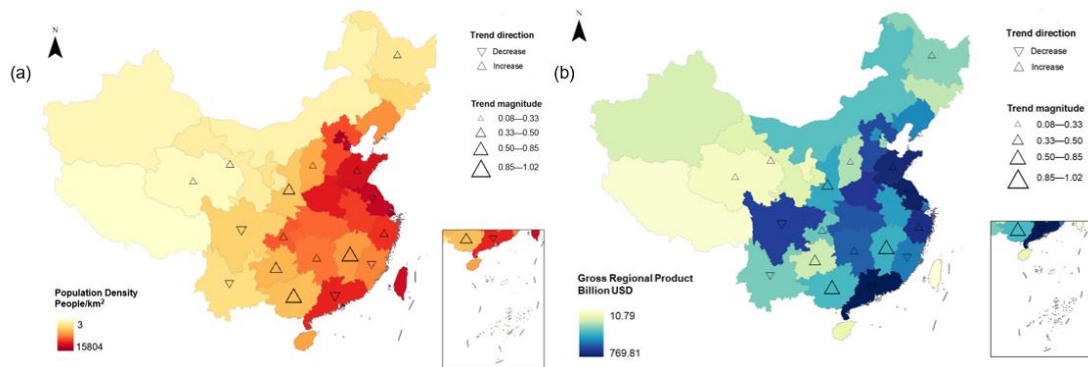 N
(a)
Trend direction
Decrease
Increase
Trend magnitude
0.08—0.33
0.33—0.50
0.50—0.85
0.85—1.02
Population Density
People/km²
3
15804
N
(b)
Trend direction
Decrease
Increase
Trend magnitude
0.08—0.33
0.33—0.50
0.50—0.85
0.85—1.02
Gross Regional Product
Billion USD
10.79
769.81